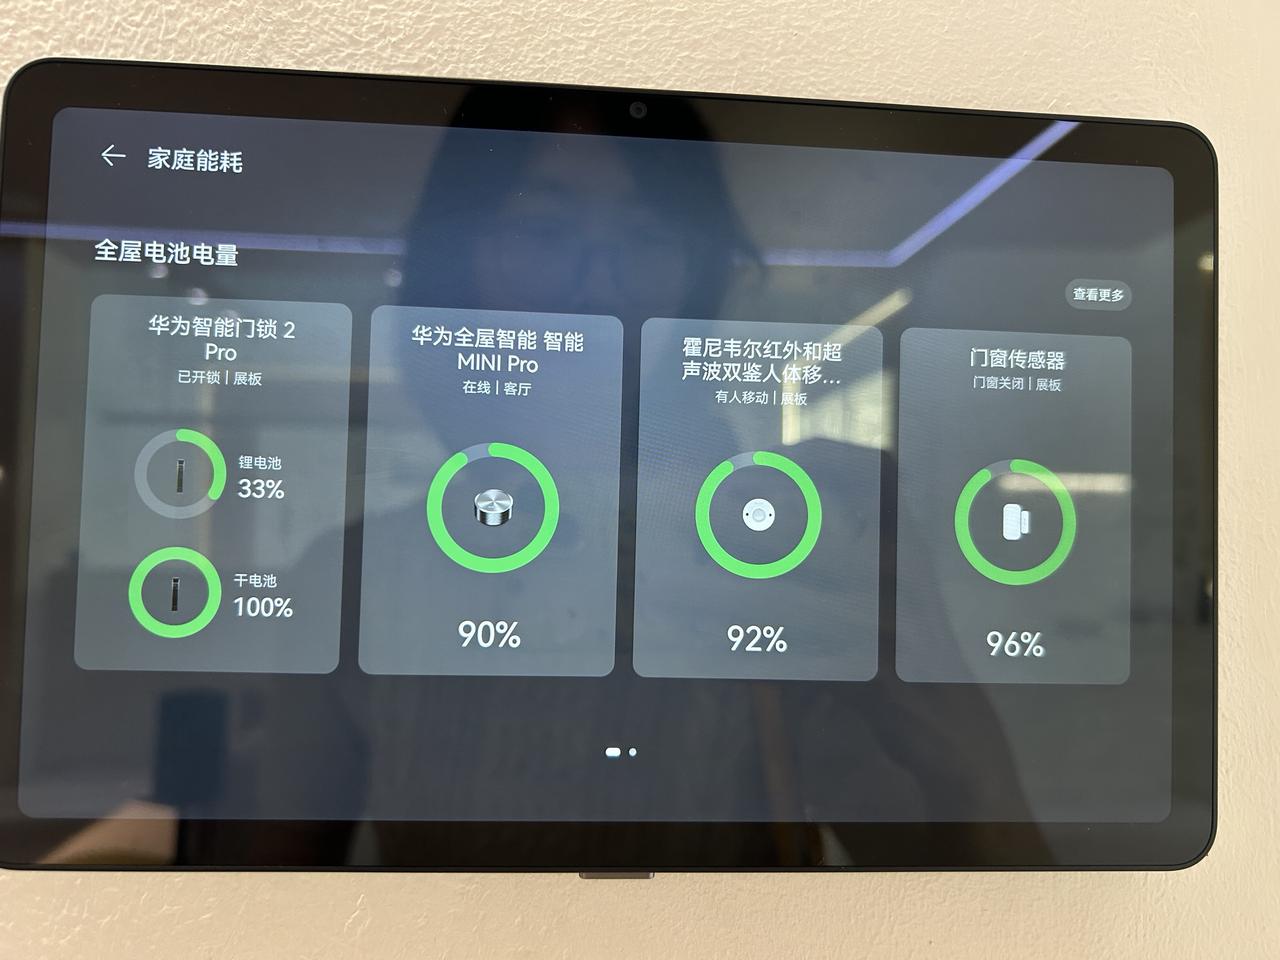 家庭能耗
全屋电池电量
查看更多
华为智能门锁 2
Pro
已开锁 | 展板
锂电池
33%
干电池
100%
华为全屋智能 智能
MINI Pro
在线 | 客厅
90%
霍尼韦尔红外和超
声波双鉴人体移...
有人移动 | 展板
92%
门窗传感器
门窗关闭 | 展板
96%